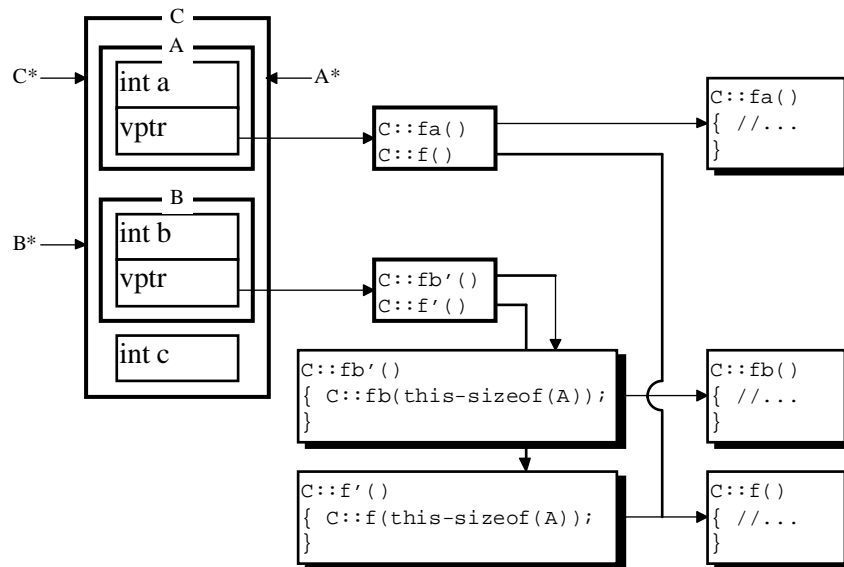 C
A
C*
int a
A*
vptr
C::fa()
C::f()
C::fa()
{ //...
}
B
B*
int b
vptr
C::fb’()
C::f’()
int c
C::fb’()
{ C::fb(this-sizeof(A));
}
C::fb()
{ //...
}
C::f’()
{ C::f(this-sizeof(A));
}
C::f()
{ //...
}